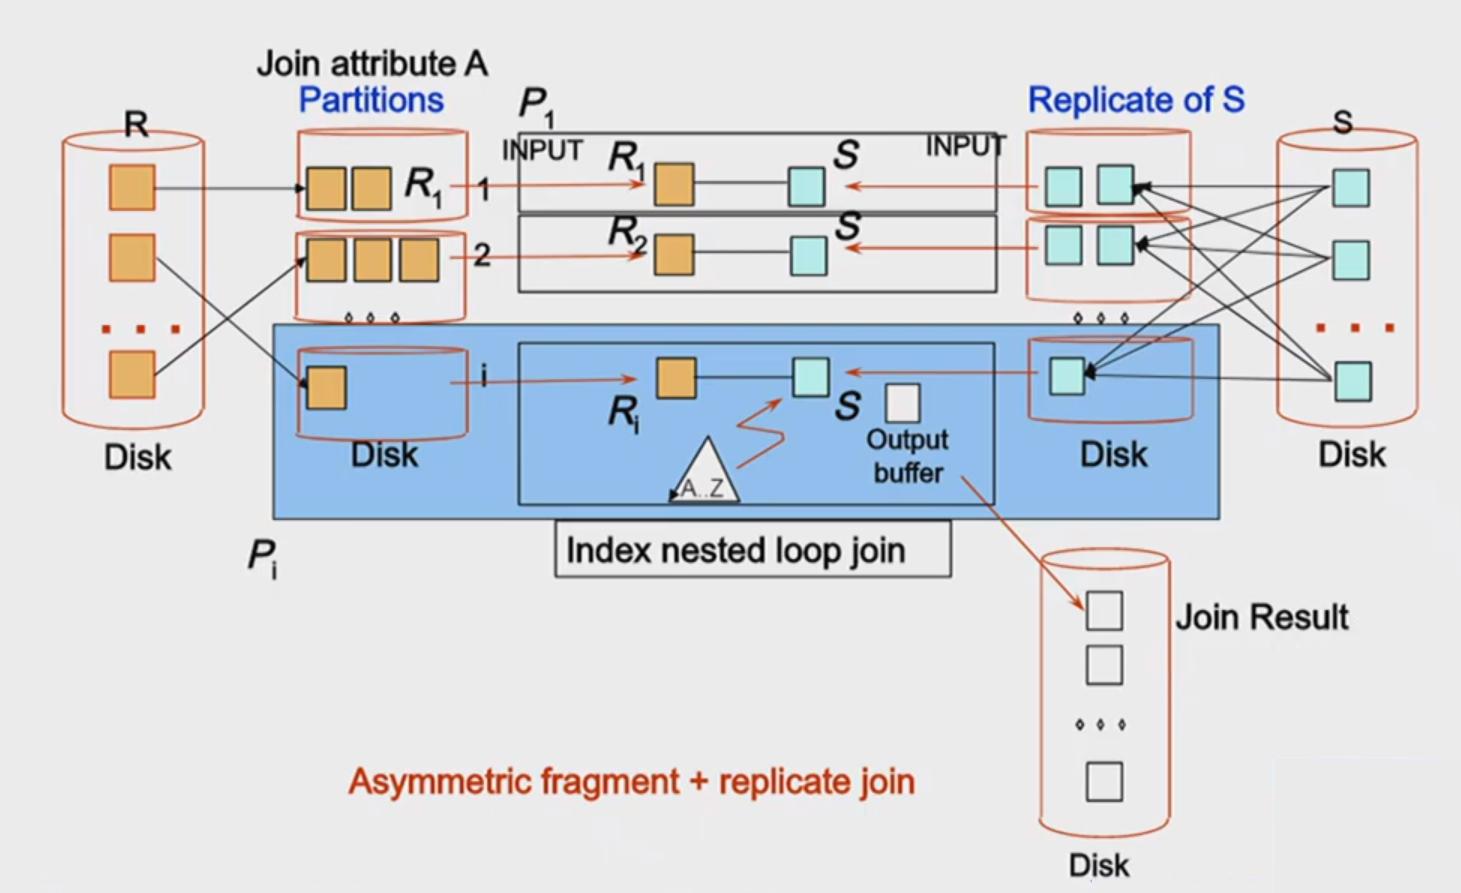 Join attribute A
Partitions
P1
Replicate of S
R
S
INPUT
INPUT
R1
1
R1
S
2
R2
S
i
Ri
S
Output
buffer
A..Z
Disk
Disk
Disk
Disk
Pi
Index nested loop join
Join Result
Asymmetric fragment + replicate join
Disk